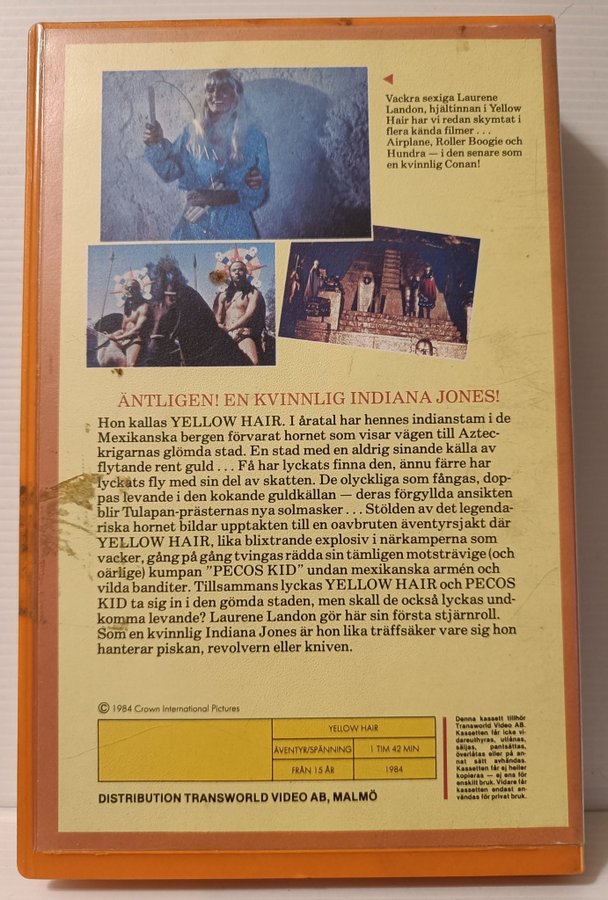 Vackra sexiga Laurene
Landon, hjältinnan i Yellow
Hair har vi redan skymtat i
flera kända filmer . . .
Airplane, Roller Boogie och
Hundra — i den senare som
en kvinnlig Conan!
ÄNTLIGEN! EN KVINNLIG INDIANA JONES!
Hon kallas YELLOW HAIR. I åratal har hennes indianstam i de
Mexikanska bergen förvarat hornet som visar vägen till Aztec-
krigarnas glömda stad. En stad med en aldrig sinande källa av
flytande rent guld . . . Få har lyckats finna den, ännu färre har
lyckats fly med sin del av skatten. De olyckliga som fångas, dop-
pas levande i den kokande guldkällan — deras förgyllda ansikten
blir Tulapan-prästernas nya solmasker . . . Stölden av det legenda-
riska hornet bildar upptakten till en oavbruten äventyrsjakt där
YELLOW HAIR, lika blixtrande explosiv i närkamperna som
vacker, gång på gång tvingas rädda sin tämligen motsträvige (och
oärlige) kumpan "PECOS KID" undan mexikanska armén och
vilda banditer. Tillsammans lyckas YELLOW HAIR och PECOS
KID ta sig in i den gömda staden, men skall de också lyckas und-
komma levande? Laurene Landon gör här sin första stjärnroll.
Som en kvinnlig Indiana Jones är hon lika träffsäker vare sig hon
hanterar piskan, revolvern eller kniven.
© 1984 Crown International Pictures
YELLOW HAIR
ÄVENTYR/SPÄNNING 1 TIM 42 MIN
FRÅN 15 ÅR 1984
DISTRIBUTION TRANSWORLD VIDEO AB, MALMÖ
Denna kassett tillhör
Transworld Video AB.
Kassetten får icke vi-
dareuthyras, utlånas,
säljas, pantsättas,
överlåtas eller på an-
nat sätt avhändas.
Kassetten får ej heller
kopieras — ej ens för
enskilt bruk. Vidare får
kassetten endast an-
vändas för privat bruk.